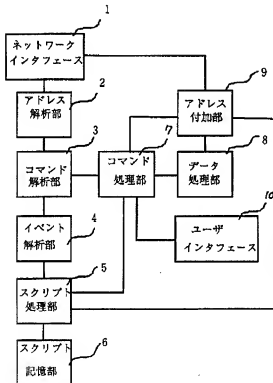 1
ネットワーク
インタフェース
2
アドレス
解析部
3
コマンド
解析部
4
イベント
解析部
5
スクリプト
処理部
6
スクリプト
記憶部
7
コマンド
処理部
8
データ
処理部
9
アドレス
付加部
10
ユーザ
インタフェース